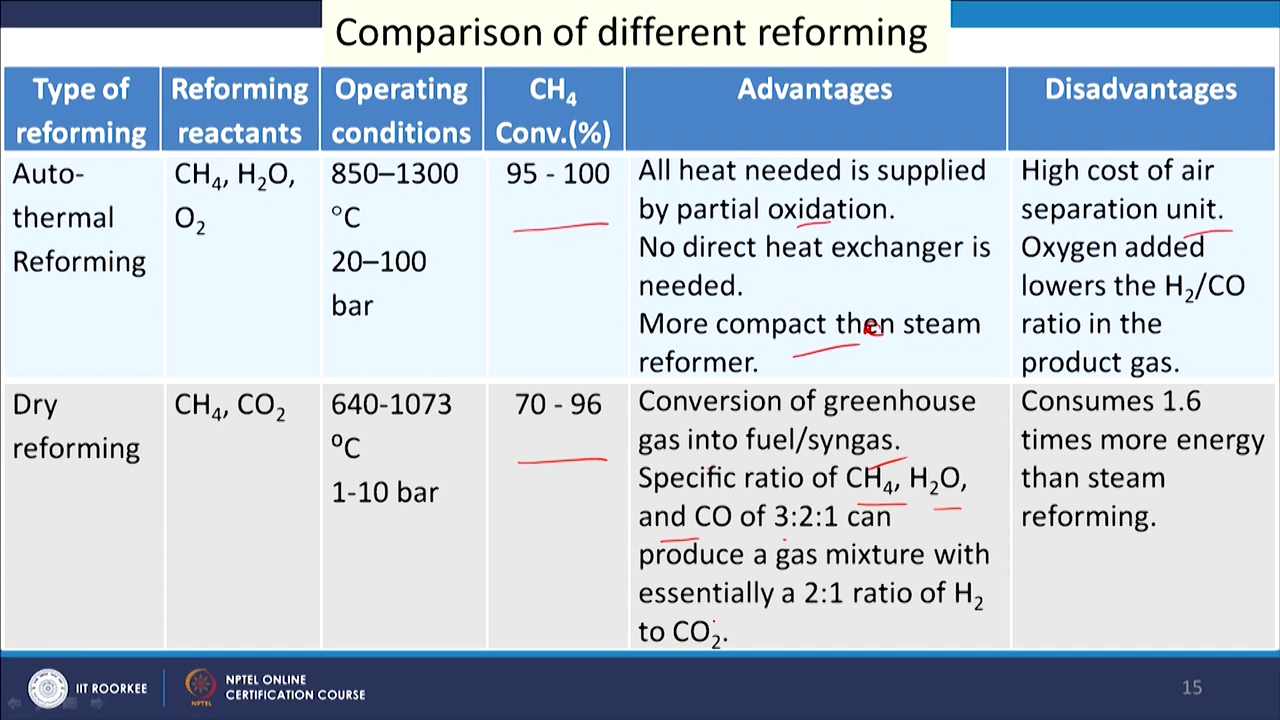 Comparison of different reforming
Type of
reforming
Reforming
reactants
Operating
conditions
CH₄
Conv.(%)
Advantages
Disadvantages
Auto-
thermal
Reforming
CH₄, H₂O,
O₂
850–1300
°C
20–100
bar
95 - 100
All heat needed is supplied
by partial oxidation.
No direct heat exchanger is
needed.
More compact then steam
reformer.
High cost of air
separation unit.
Oxygen added
lowers the H₂/CO
ratio in the
product gas.
Dry
reforming
CH₄, CO₂
640-1073
⁰C
1-10 bar
70 - 96
Conversion of greenhouse
gas into fuel/syngas.
Specific ratio of CH₄, H₂O,
and CO of 3:2:1 can
produce a gas mixture with
essentially a 2:1 ratio of H₂
to CO₂.
Consumes 1.6
times more energy
than steam
reforming.
IIT ROORKEE
NPTEL
NPTEL ONLINE
CERTIFICATION COURSE
15